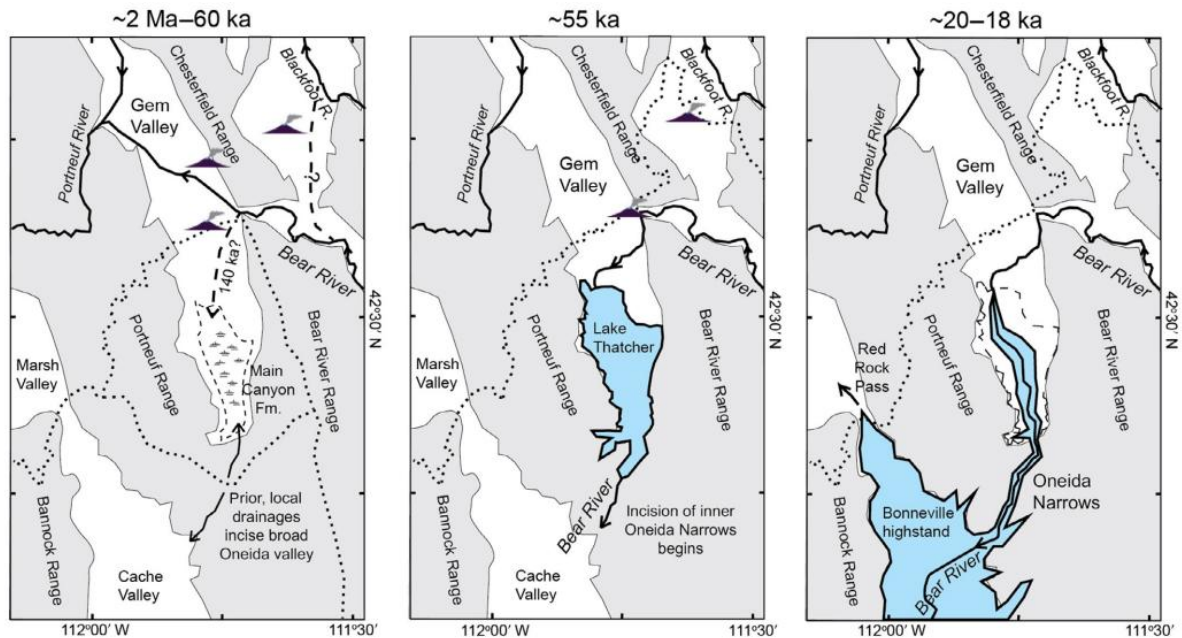 ~2 Ma–60 ka
Portneuf River
Gem
Valley
Chesterfield Range
Blackfoot R.
?
140 ka?
Bear River
42°30' N
Marsh
Valley
Portneuf Range
Main
Canyon
Fm.
Bear River Range
Bannock Range
Prior, local
drainages
incise broad
Oneida valley
Cache
Valley
112°00' W
111°30'
~55 ka
Portneuf River
Gem
Valley
Chesterfield Range
Blackfoot R.
Bear River
42°30' N
Marsh
Valley
Portneuf Range
Lake
Thatcher
Bear River Range
Bannock Range
Bear River
Incision of inner
Oneida Narrows
begins
Cache
Valley
112°00' W
111°30'
~20–18 ka
Portneuf River
Gem
Valley
Chesterfield Range
Blackfoot R.
Bear River
42°30' N
Marsh
Valley
Red
Rock
Pass
Portneuf Range
Bear River Range
Bannock Range
Oneida
Narrows
Bonneville
highstand
Bear River
112°00' W
111°30'